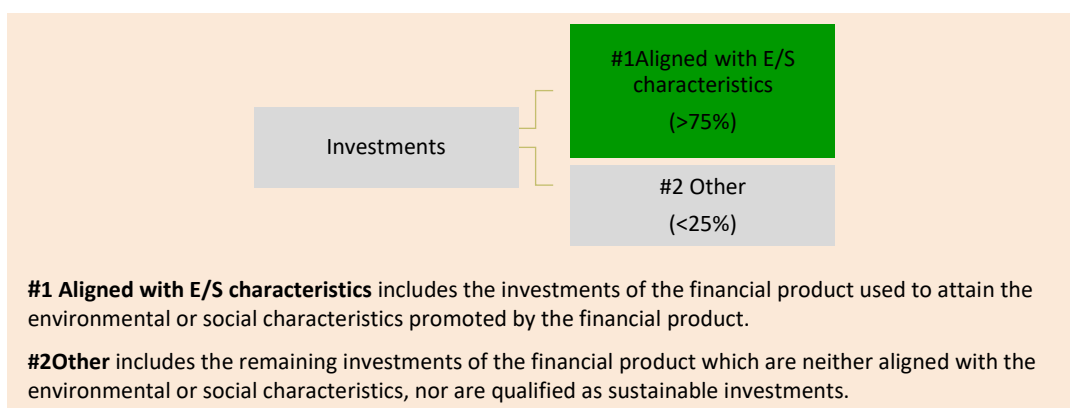 #1Aligned with E/S
characteristics
(>75%)
Investments
#2 Other
(<25%)
#1 Aligned with E/S characteristics includes the investments of the financial product used to attain the
environmental or social characteristics promoted by the financial product.
#2Other includes the remaining investments of the financial product which are neither aligned with the
environmental or social characteristics, nor are qualified as sustainable investments.